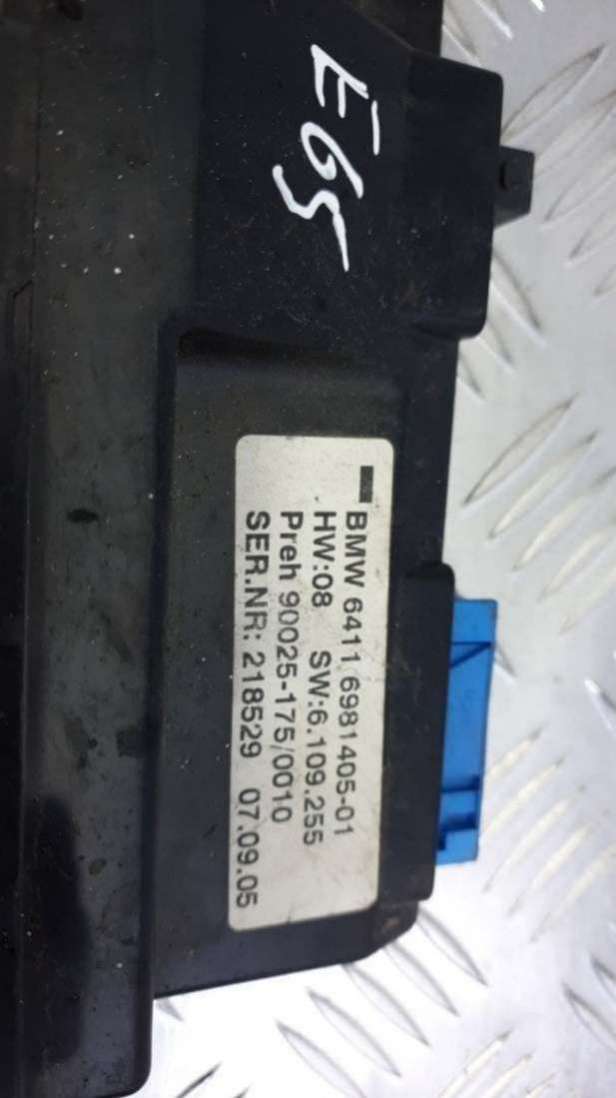 E65
BMW 6411 6981405-01
HW:08 SW:6.109.255
Preh 90025-175/0010
SER.NR: 218529 07.09.05